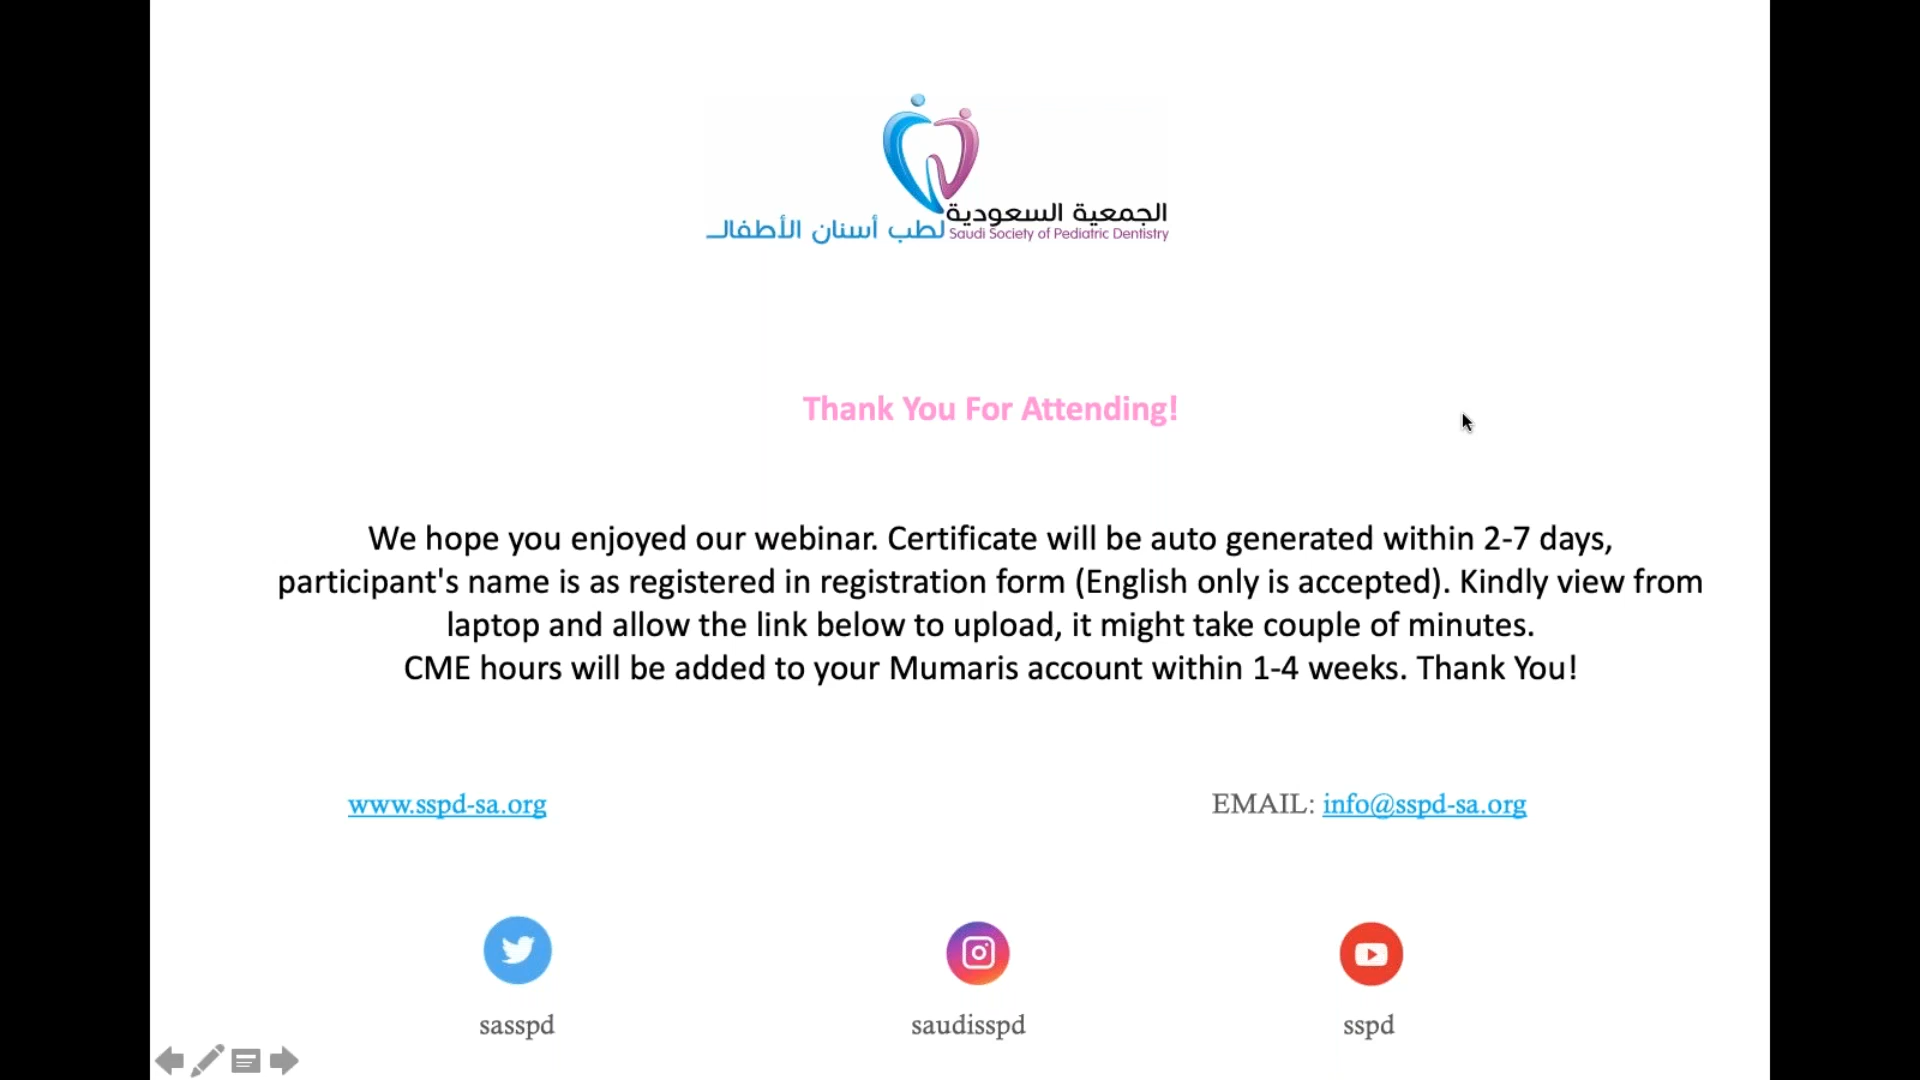 الجمعية السعودية
لطب أسنان الأطفال
Saudi Society of Pediatric Dentistry
Thank You For Attending!
We hope you enjoyed our webinar. Certificate will be auto generated within 2-7 days,
participant's name is as registered in registration form (English only is accepted). Kindly view from
laptop and allow the link below to upload, it might take couple of minutes.
CME hours will be added to your Mumaris account within 1-4 weeks. Thank You!
www.sspd-sa.org
EMAIL: info@sspd-sa.org
sasspd
saudisspd
sspd